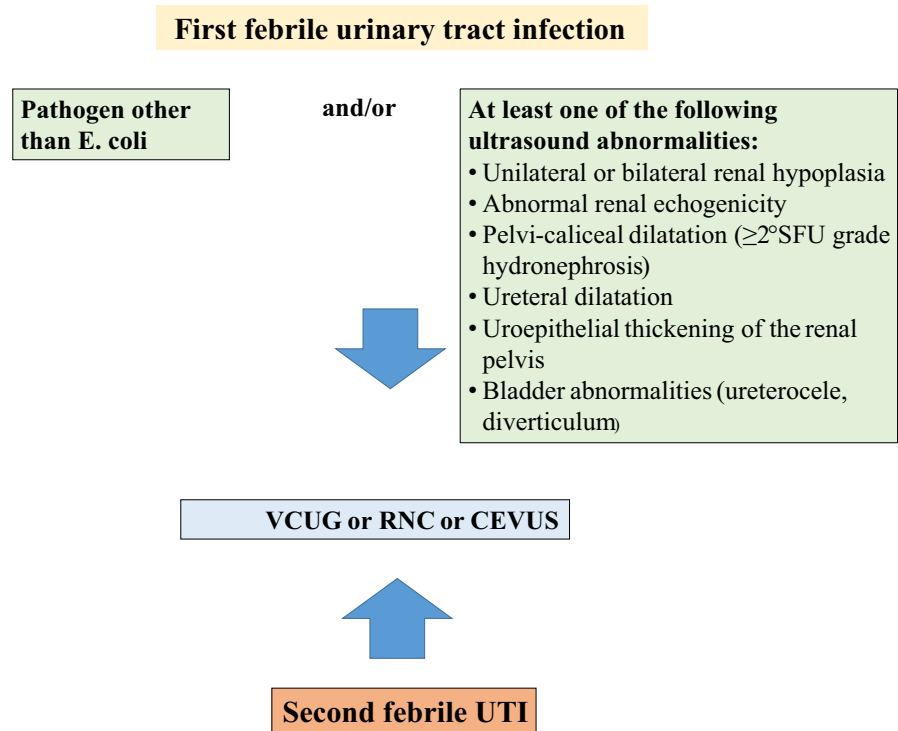 First febrile urinary tract infection
Pathogen other
than E. coli
and/or
At least one of the following
ultrasound abnormalities:
• Unilateral or bilateral renal hypoplasia
• Abnormal renal echogenicity
• Pelvi-caliceal dilatation (≥2°SFU grade
hydronephrosis)
• Ureteral dilatation
• Uroepithelial thickening of the renal
pelvis
• Bladder abnormalities (ureterocele,
diverticulum)
VCUG or RNC or CEVUS
Second febrile UTI